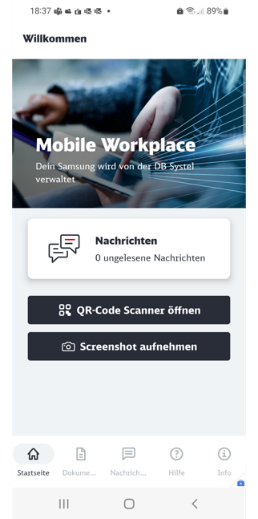 18:37
89%
Willkommen
Mobile Workplace
Dein Samsung wird von der DB Systel
verwaltet
Nachrichten
0 ungelesene Nachrichten
QR-Code Scanner öffnen
Screenshot aufnehmen
Startseite Dokume... Nachrich... Hilfe Info